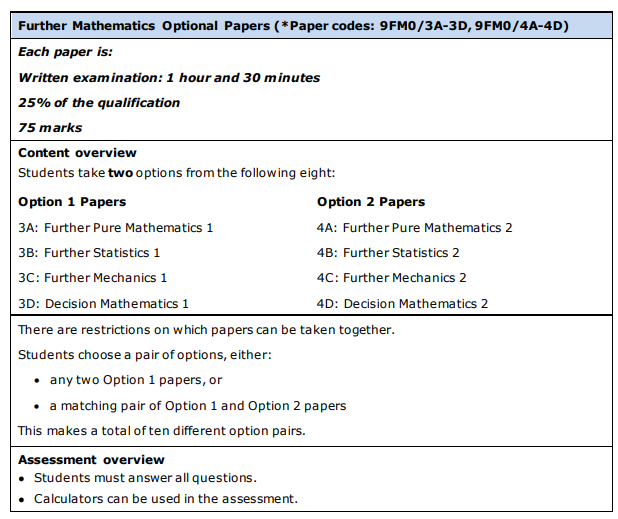 Further Mathematics Optional Papers (*Paper codes: 9FM0/3A-3D, 9FM0/4A-4D)
Each paper is:
Written examination: 1 hour and 30 minutes
25% of the qualification
75 marks
Content overview
Students take two options from the following eight:
Option 1 Papers Option 2 Papers
3A: Further Pure Mathematics 1 4A: Further Pure Mathematics 2
3B: Further Statistics 1 4B: Further Statistics 2
3C: Further Mechanics 1 4C: Further Mechanics 2
3D: Decision Mathematics 1 4D: Decision Mathematics 2
There are restrictions on which papers can be taken together.
Students choose a pair of options, either:
• any two Option 1 papers, or
• a matching pair of Option 1 and Option 2 papers
This makes a total of ten different option pairs.
Assessment overview
• Students must answer all questions.
• Calculators can be used in the assessment.